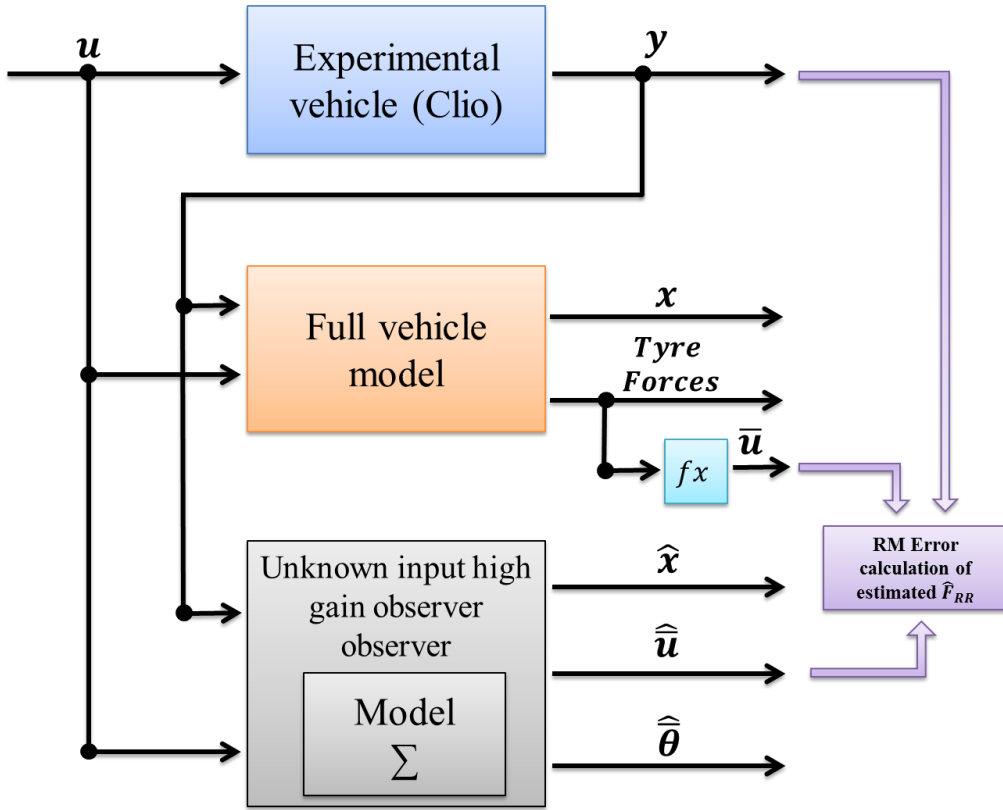 u
Experimental
vehicle (Clio)
y
Full vehicle
model
x
Tyre
Forces
fx
u̅
RM Error
calculation of
estimated F̂_RR
Unknown input high
gain observer
observer
Model
∑
x̂
u̅̂
θ̅̂